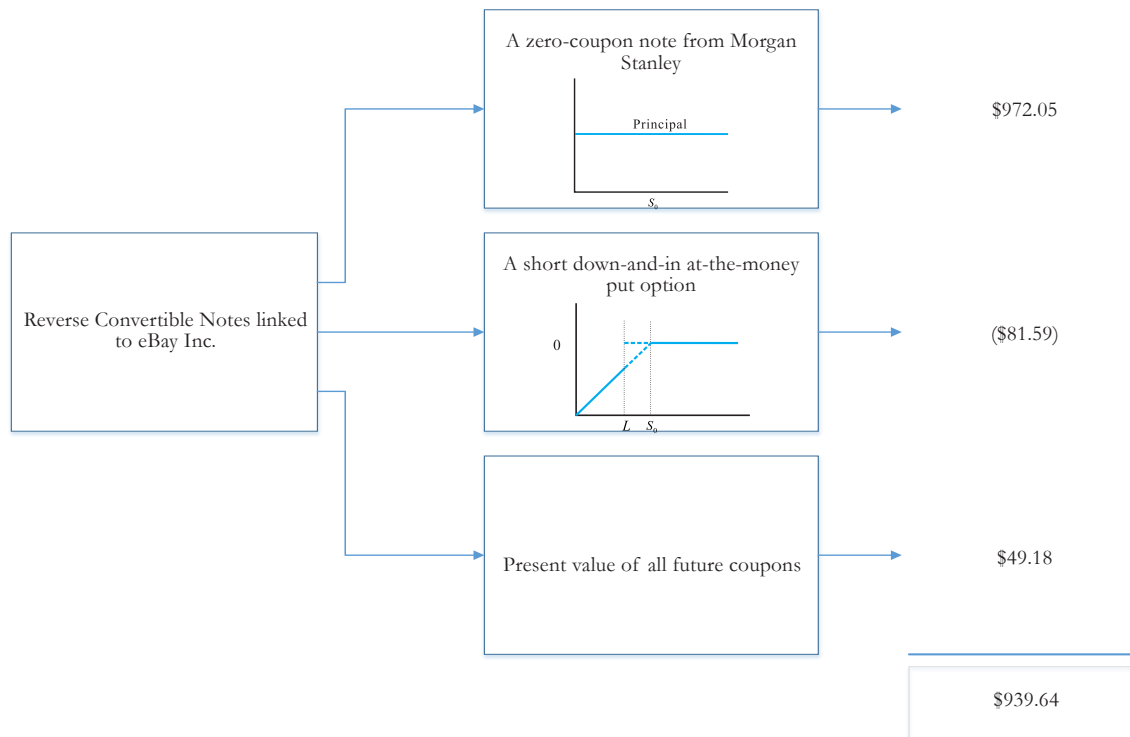 A zero-coupon note from Morgan
Stanley
Principal
S₀
$972.05
Reverse Convertible Notes linked
to eBay Inc.
A short down-and-in at-the-money
put option
0
L S₀
($81.59)
Present value of all future coupons
$49.18
$939.64